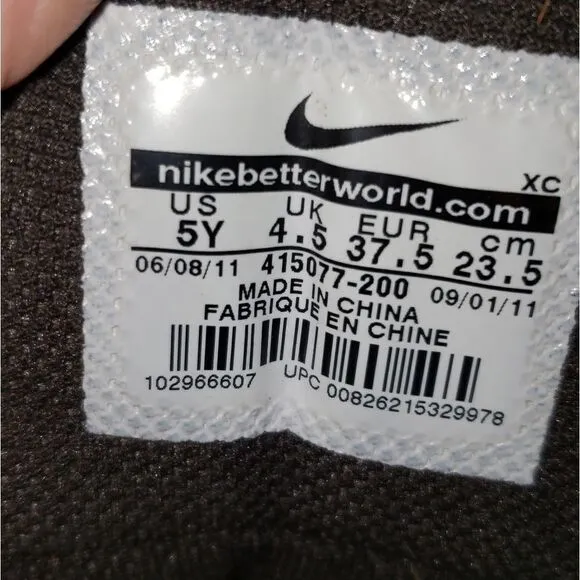 XC
nikebetterworld.com
US UK EUR cm
5Y 4.5 37.5 23.5
06/08/11 415077-200 09/01/11
MADE IN CHINA
FABRIQUE EN CHINE
102966607 UPC 00826215329978